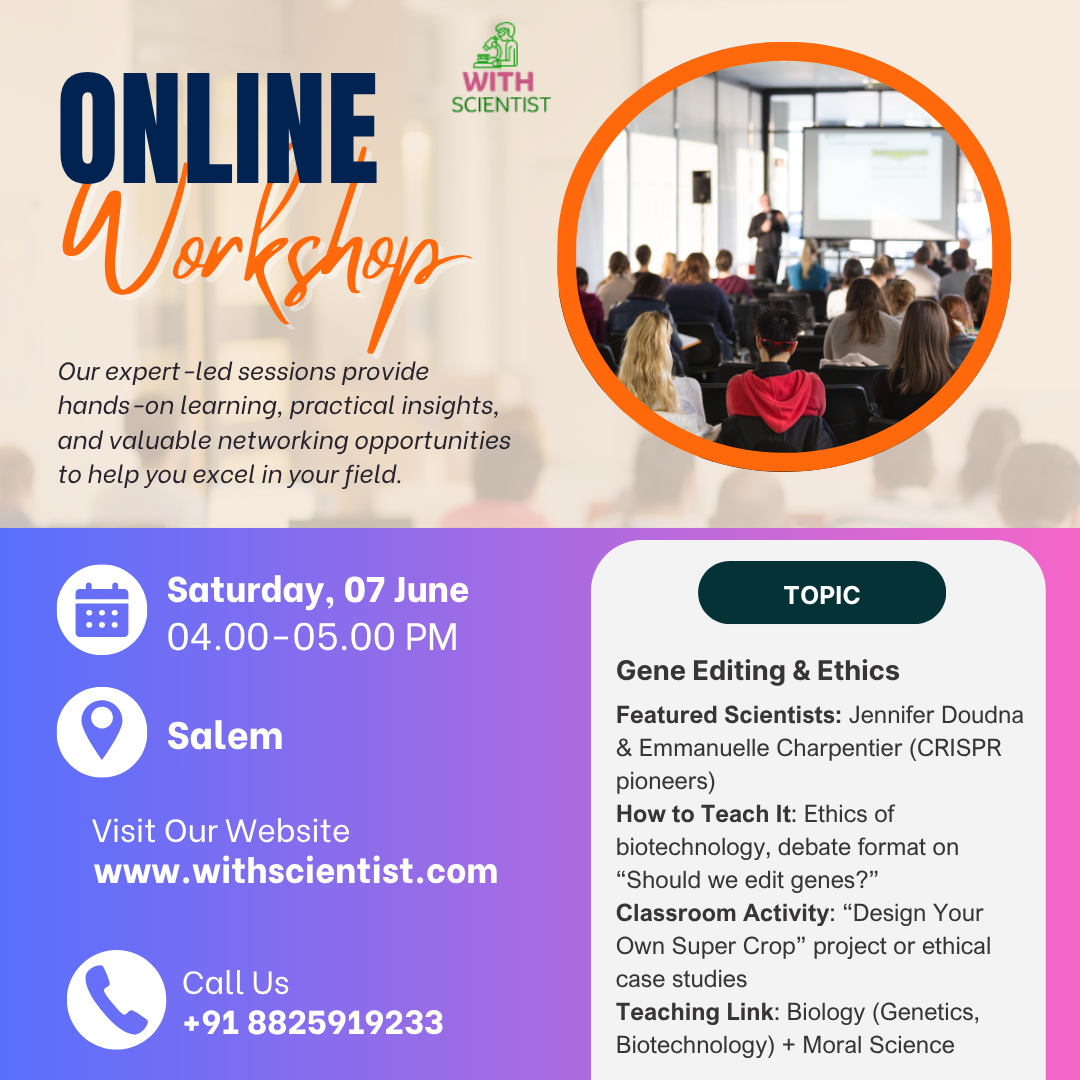 WITH
SCIENTIST
ONLINE
Workshop
Our expert-led sessions provide
hands-on learning, practical insights,
and valuable networking opportunities
to help you excel in your field.
Saturday, 07 June
04.00-05.00 PM
Salem
Visit Our Website
www.withscientist.com
Call Us
+91 8825919233
TOPIC
Gene Editing & Ethics
Featured Scientists: Jennifer Doudna
& Emmanuelle Charpentier (CRISPR
pioneers)
How to Teach It: Ethics of
biotechnology, debate format on
“Should we edit genes?”
Classroom Activity: “Design Your
Own Super Crop” project or ethical
case studies
Teaching Link: Biology (Genetics,
Biotechnology) + Moral Science